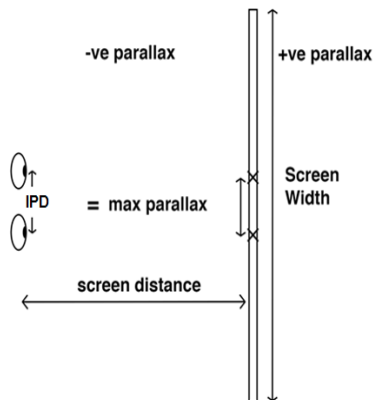 -ve parallax
+ve parallax
Screen
Width
IPD
= max parallax
screen distance